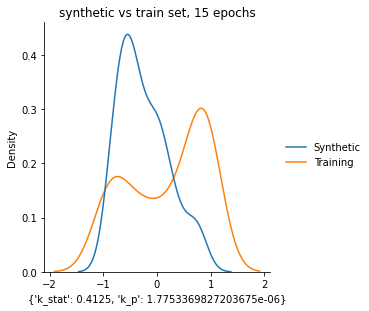 synthetic vs train set, 15 epochs
Density
0.4
0.3
0.2
0.1
0.0
−2
−1
0
1
2
Synthetic
Training
{'k_stat': 0.4125, 'k_p': 1.7753369827203675e-06}